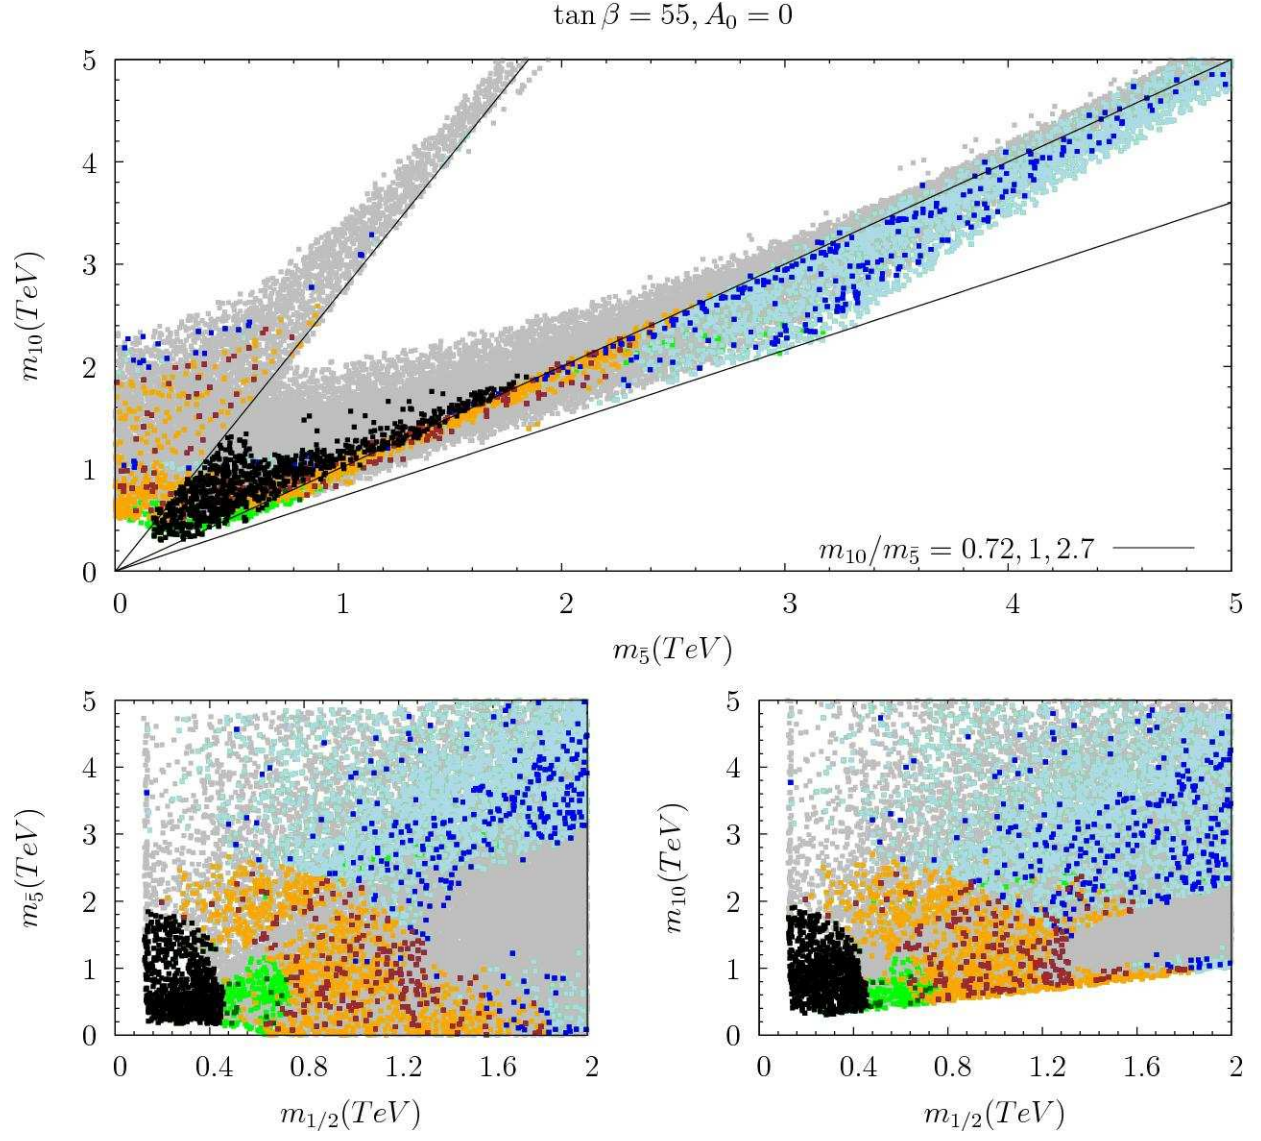 tan β = 55, A₀ = 0
5
4
3
2
1
0
m₁₀(TeV)
m₁₀/m₅̄ = 0.72, 1, 2.7
0 1 2 3 4 5
m₅̄(TeV)
5
4
3
2
1
0
m₅̄(TeV)
0 0.4 0.8 1.2 1.6 2
m₁/₂(TeV)
5
4
3
2
1
0
m₁₀(TeV)
0 0.4 0.8 1.2 1.6 2
m₁/₂(TeV)